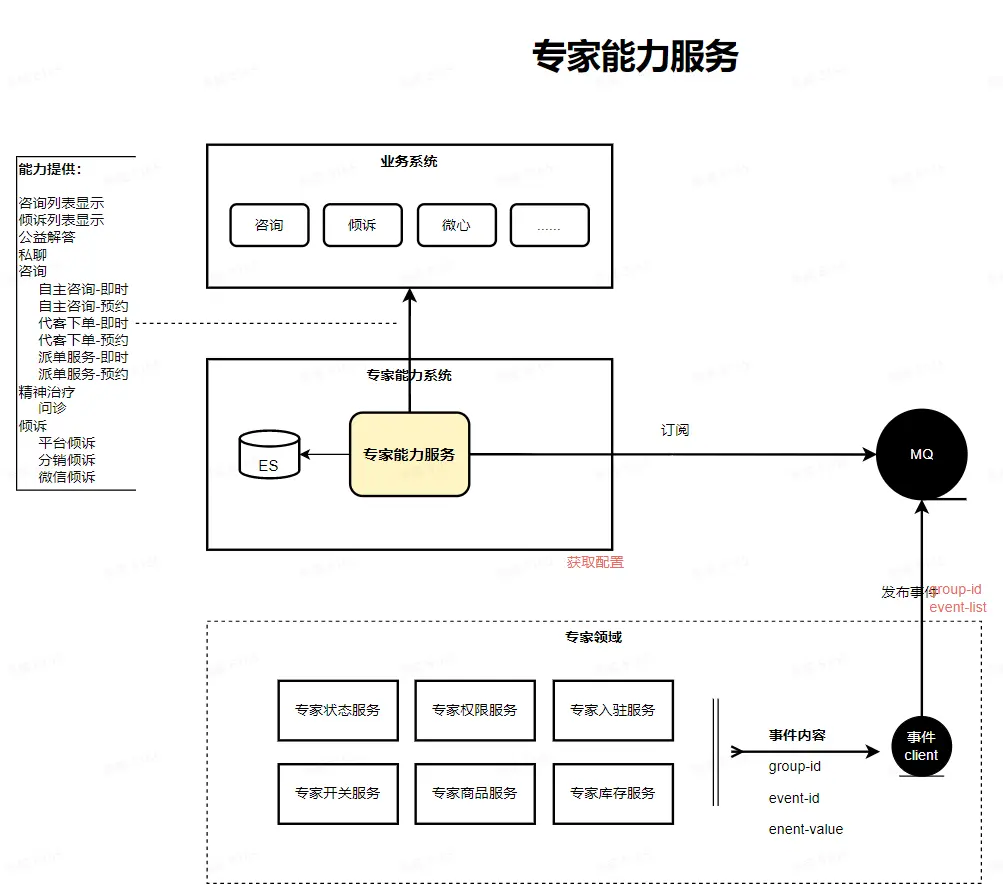 专家能力服务
能力提供：
咨询列表显示
倾诉列表显示
公益解答
私聊
咨询
自主咨询-即时
自主咨询-预约
代客下单-即时
代客下单-预约
派单服务-即时
派单服务-预约
精神治疗
问诊
倾诉
平台倾诉
分销倾诉
微信倾诉
业务系统
咨询
倾诉
微心
......
专家能力系统
ES
专家能力服务
订阅
MQ
获取配置
发布事件
group-id
event-list
专家领域
专家状态服务
专家权限服务
专家入驻服务
专家开关服务
专家商品服务
专家库存服务
事件内容
group-id
event-id
enent-value
事件
client